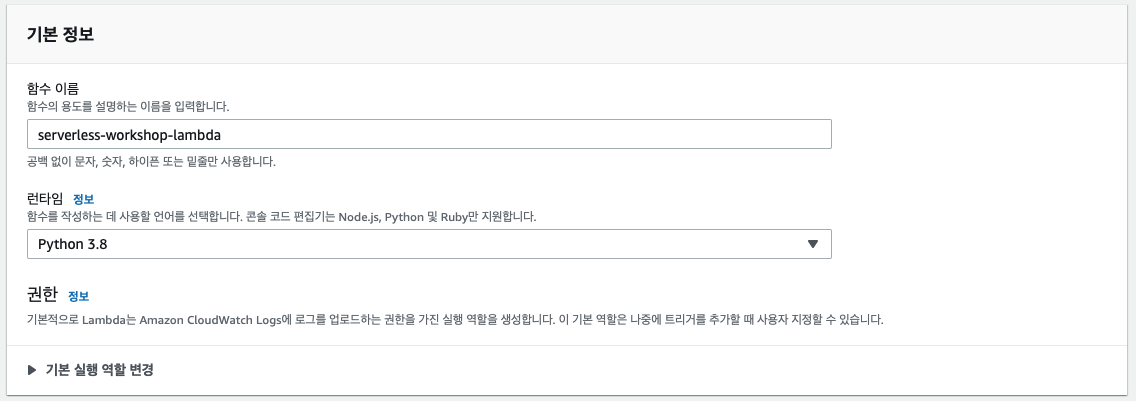 기본 정보
함수 이름
함수의 용도를 설명하는 이름을 입력합니다.
serverless-workshop-lambda
공백 없이 문자, 숫자, 하이픈 또는 밑줄만 사용합니다.
런타임 정보
함수를 작성하는 데 사용할 언어를 선택합니다. 콘솔 코드 편집기는 Node.js, Python 및 Ruby만 지원합니다.
Python 3.8
권한 정보
기본적으로 Lambda는 Amazon CloudWatch Logs에 로그를 업로드하는 권한을 가진 실행 역할을 생성합니다. 이 기본 역할은 나중에 트리거를 추가할 때 사용자 지정할 수 있습니다.
기본 실행 역할 변경